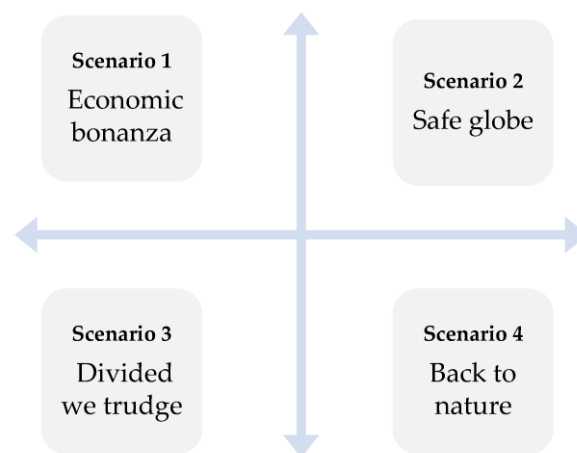 Scenario 1
Economic
bonanza
Scenario 2
Safe globe
Scenario 3
Divided
we trudge
Scenario 4
Back to
nature